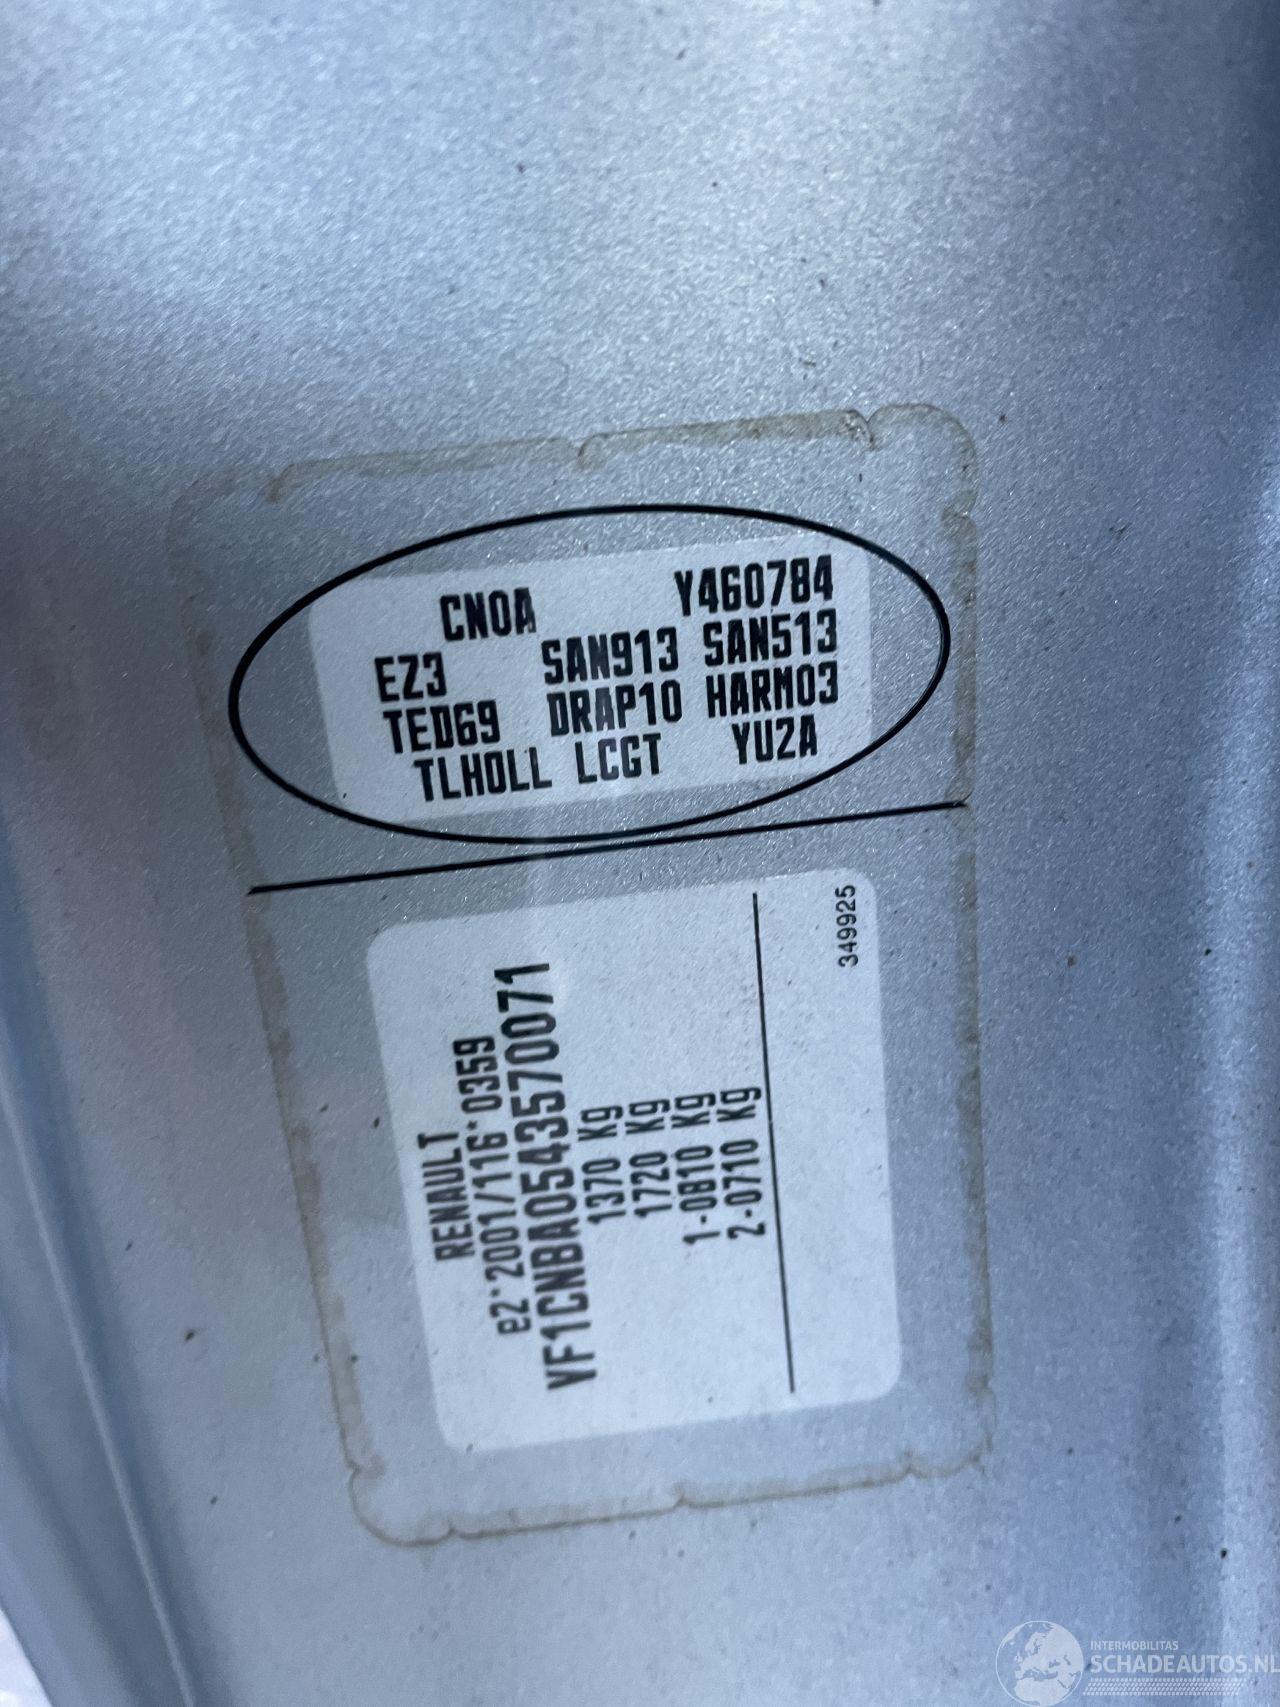 CNOA Y460784
EZ3 SAN913 SAN513
TED69 DRAP10 HARM03
TLHOLL LCGT YU2A
RENAULT
e2*2001/116*0359
VF1CNBA0543570071
1370 Kg
1720 Kg
1-0810 Kg
2-0710 Kg
349925
INTERMOBILITAS
SCHADEAUTOS.NL